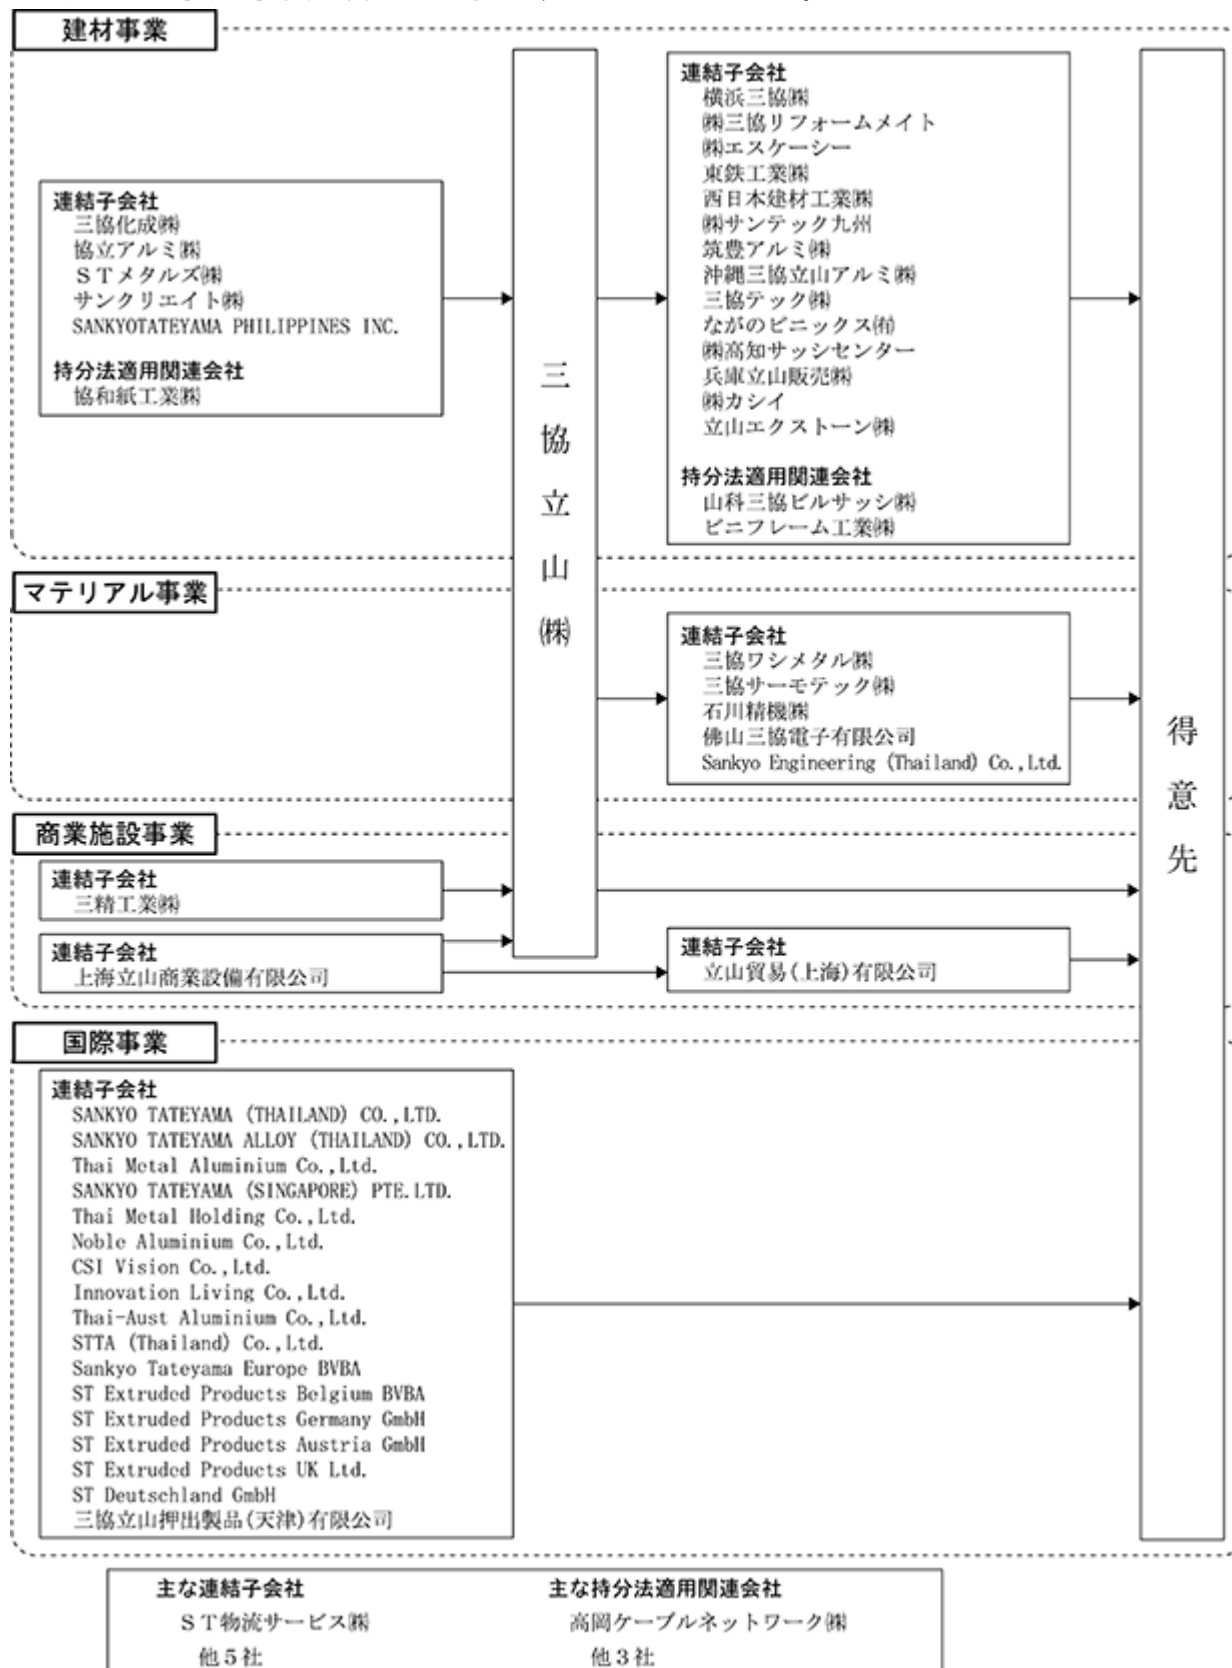 建材事業
連結子会社
三協化成㈱
協立アルミ㈱
ＳＴメタルズ㈱
サンクリエイト㈱
SANKYOTATEYAMA PHILIPPINES INC.
持分法適用関連会社
協和紙工業㈱
三協立山㈱
連結子会社
横浜三協㈱
㈱三協リフォームメイト
㈱エスケーシー
東鉄工業㈱
西日本建材工業㈱
㈱サンテック九州
筑豊アルミ㈱
沖縄三協立山アルミ㈱
三協テック㈱
ながのビニックス㈲
㈱高知サッシセンター
兵庫立山販売㈱
㈱カシイ
立山エクストーン㈱
持分法適用関連会社
山科三協ビルサッシ㈱
ビニフレーム工業㈱
得意先
マテリアル事業
連結子会社
三協ワシメタル㈱
三協サーモテック㈱
石川精機㈱
佛山三協電子有限公司
Sankyo Engineering (Thailand) Co.,Ltd.
商業施設事業
連結子会社
三精工業㈱
連結子会社
上海立山商業設備有限公司
連結子会社
立山貿易(上海)有限公司
国際事業
連結子会社
SANKYO TATEYAMA (THAILAND) CO.,LTD.
SANKYO TATEYAMA ALLOY (THAILAND) CO.,LTD.
Thai Metal Aluminium Co.,Ltd.
SANKYO TATEYAMA (SINGAPORE) PTE.LTD.
Thai Metal Holding Co.,Ltd.
Noble Aluminium Co.,Ltd.
CSI Vision Co.,Ltd.
Innovation Living Co.,Ltd.
Thai-Aust Aluminium Co.,Ltd.
STTA (Thailand) Co.,Ltd.
Sankyo Tateyama Europe BVBA
ST Extruded Products Belgium BVBA
ST Extruded Products Germany GmbH
ST Extruded Products Austria GmbH
ST Extruded Products UK Ltd.
ST Deutschland GmbH
三協立山押出製品(天津)有限公司
主な連結子会社
ＳＴ物流サービス㈱
他５社
主な持分法適用関連会社
高岡ケーブルネットワーク㈱
他３社